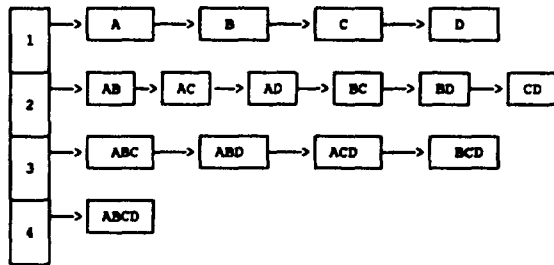 1 A B C D
2 AB AC AD BC BD CD
3 ABC ABD ACD BCD
4 ABCD